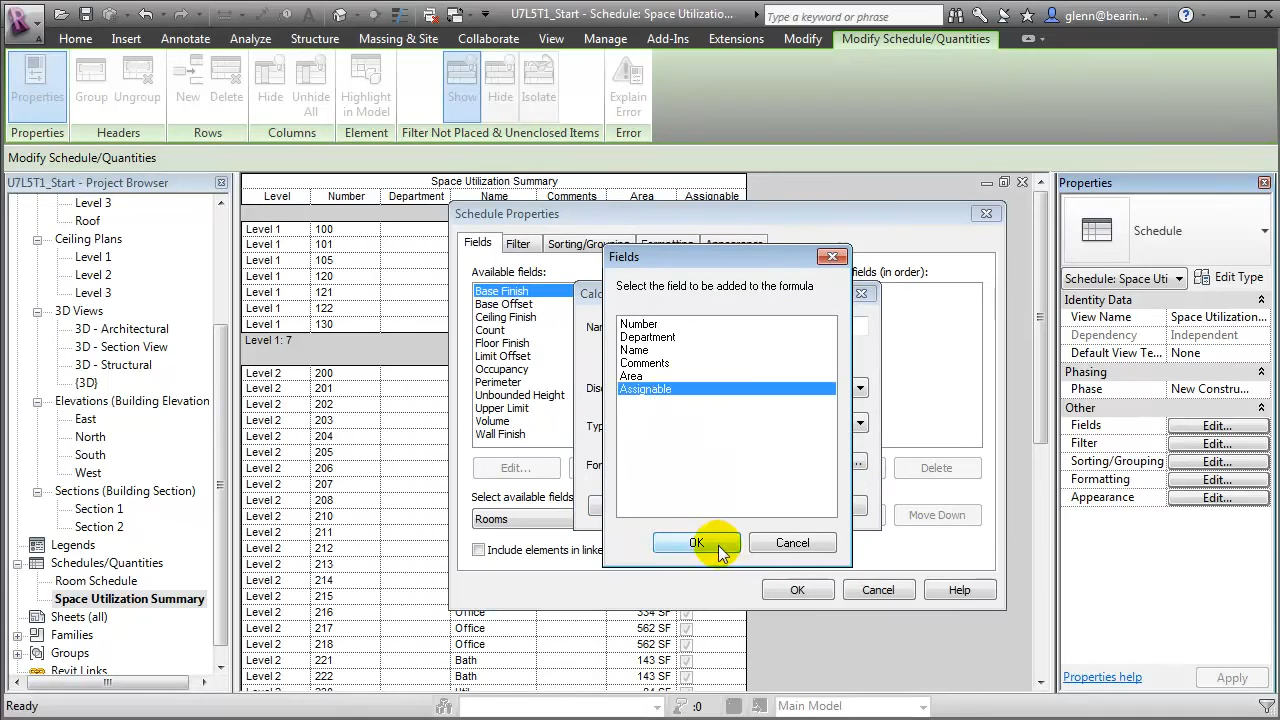 U7L5T1_Start - Schedule: Space Utilization...
Type a keyword or phrase
glenn@bearin...
Home Insert Annotate Analyze Structure Massing & Site Collaborate View Manage Add-Ins Extensions Modify Modify Schedule/Quantities
Properties Group Ungroup New Delete Hide Unhide All Highlight in Model Show Hide Isolate Explain Error
Properties Headers Rows Columns Element Filter Not Placed & Unenclosed Items Error
Modify Schedule/Quantities
U7L5T1_Start - Project Browser
Level 3
Roof
Ceiling Plans
Level 1
Level 2
Level 3
3D Views
3D - Architectural
3D - Section View
3D - Structural
{3D}
Elevations (Building Elevation
East
North
South
West
Sections (Building Section)
Section 1
Section 2
Legends
Schedules/Quantities
Room Schedule
Space Utilization Summary
Sheets (all)
Families
Groups
Revit Links
Space Utilization Summary
Level Number Department Name Comments Area Assignable
Level 1 100
Level 1 101
Level 1 105
Level 1 120
Level 1 121
Level 1 122
Level 1 130
Level 1: 7
Level 2 200
Level 2 201
Level 2 202
Level 2 203
Level 2 204
Level 2 205
Level 2 206
Level 2 207
Level 2 208
Level 2 210
Level 2 211
Level 2 212
Level 2 213
Level 2 214
Level 2 215
Level 2 216 Office 334 SF
Level 2 217 Office 562 SF
Level 2 218 Office 562 SF
Level 2 221 Bath 143 SF
Level 2 222 Bath 143 SF
Schedule Properties
Fields Filter Sorting/Grouping Formatting Appearance
Available fields:
fields (in order):
Base Finish
Base Offset
Ceiling Finish
Count
Floor Finish
Limit Offset
Occupancy
Perimeter
Unbounded Height
Upper Limit
Volume
Wall Finish
Edit...
Delete
Select available fields
Rooms
Move Down
Include elements in linke
OK Cancel Help
Calc
Na
Dis
Typ
For
Fields
Select the field to be added to the formula
Number
Department
Name
Comments
Area
Assignable
OK Cancel
Properties
Schedule
Schedule: Space Uti Edit Type
Identity Data
View Name Space Utilization...
Dependency Independent
Default View Te... None
Phasing
Phase New Constru...
Other
Fields Edit...
Filter Edit...
Sorting/Grouping Edit...
Formatting Edit...
Appearance Edit...
Properties help Apply
Ready
:0
Main Model